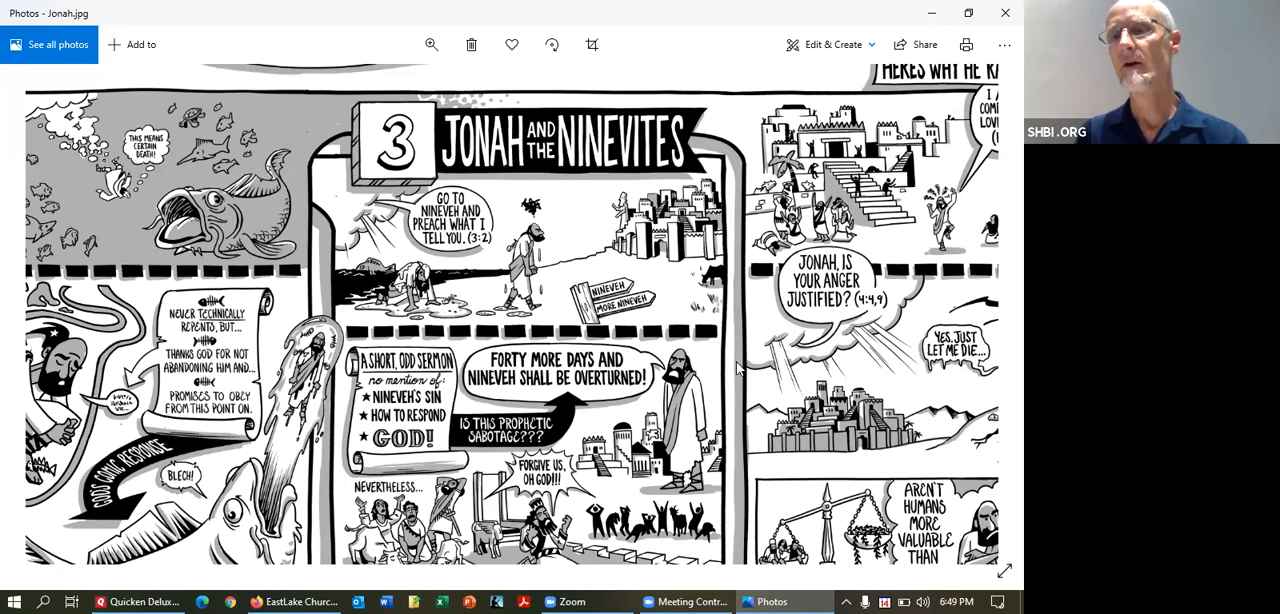 Photos - Jonah.jpg
See all photos
Add to
Edit & Create
Share
SHBI.ORG
HERE'S WHY HE
THIS MEANS
CERTAIN
DEATH!
3
JONAH AND THE NINEVITES
GO TO
NINEVEH AND
PREACH WHAT I
TELL YOU. (3:2)
NINEVEH
MORE NINEVEH
NEVER TECHNICALLY
REPENTS, BUT...
THANKS GOD FOR NOT
ABANDONING HIM AND...
PROMISES TO OBEY
FROM THIS POINT ON.
GOD'S COMIC RESPONSE
BLECH!
A SHORT, ODD SERMON
no mention of:
NINEVEH'S SIN
HOW TO RESPOND
GOD!
FORTY MORE DAYS AND
NINEVEH SHALL BE OVERTURNED!
IS THIS PROPHETIC
SABOTAGE???
NEVERTHELESS...
FORGIVE US,
OH GOD!!!
JONAH, IS
YOUR ANGER
JUSTIFIED? (4:4,9)
YES, JUST
LET ME DIE...
AREN'T
HUMANS
MORE
VALUABLE
THAN
Quicken Delux...
EastLake Churc...
Zoom
Meeting Contr...
Photos
14
6:49 PM